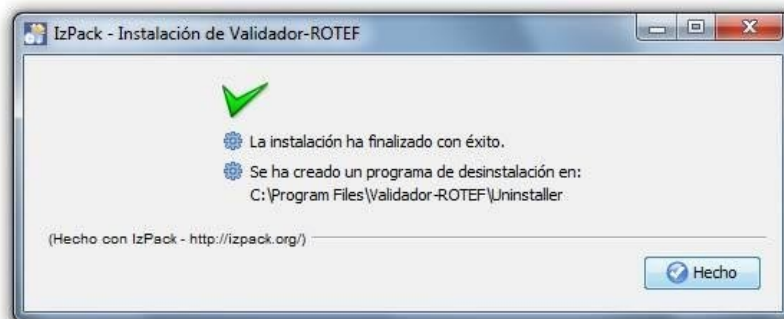 IzPack - Instalación de Validador-ROTEF
La instalación ha finalizado con éxito.
Se ha creado un programa de desinstalación en:
C:\Program Files\Validador-ROTEF\Uninstaller
(Hecho con IzPack - http://izpack.org/)
Hecho